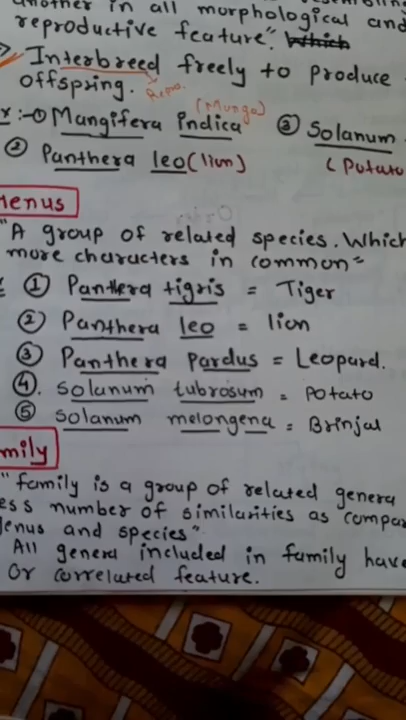 another in all morphological and
reproductive feature". Which
Interbreed freely to produce
offspring. Repro.
:-① Mangifera indica (Mango) ③ Solanum
② Panthera leo (lion) (Potato
Genus
"A group of related species. Which
more characters in common"
① Panthera tigris = Tiger
② Panthera leo = lion
③ Panthera pardus = Leopard.
④. Solanum tubrosum = Potato
⑤ Solanum melongena = Brinjal
mily
"family is a group of related genera
ess number of similarities as compar
Genus and species"
All genera included in family have
Or correlated feature.